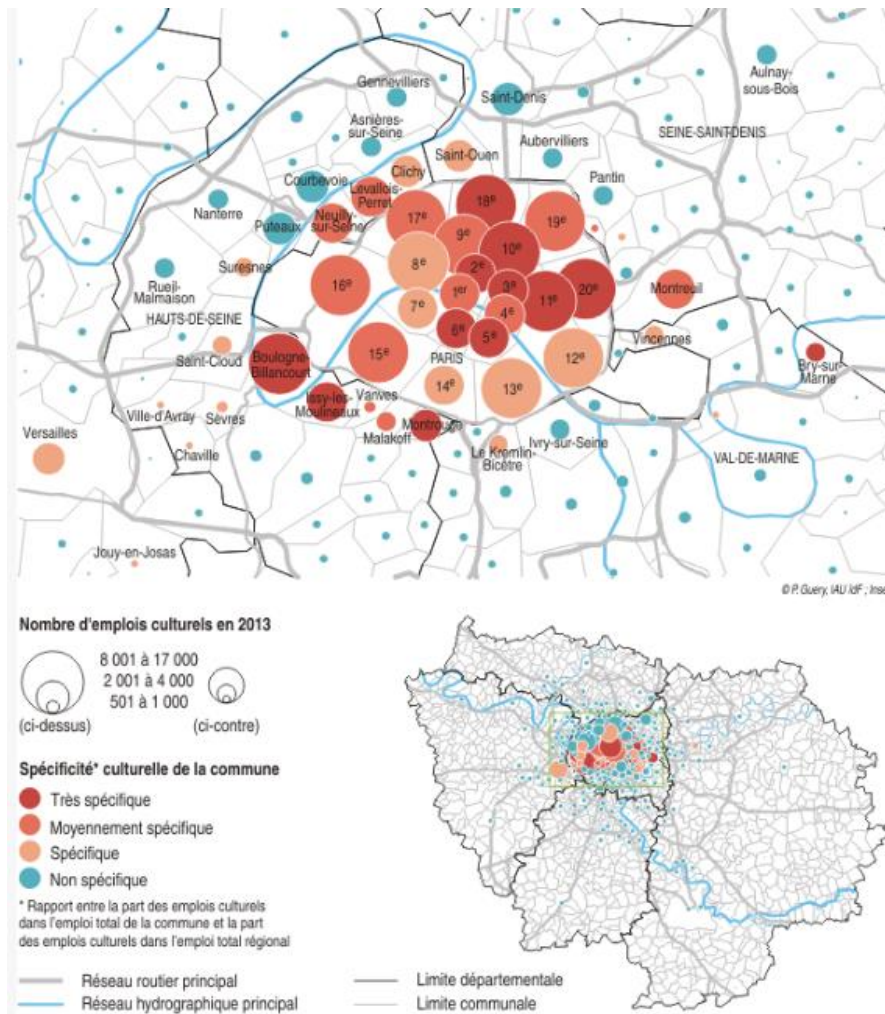 Gennevilliers
Aulnay-
sous-Bois
Saint-Denis
Asnières-
sur-Seine
SEINE-SAINT-DENIS
Aubervilliers
Saint-Ouen
Clichy
Pantin
Courbevoie
Levallois-
Perret
Nanterre
Neuilly-
sur-Seine
Puteaux
18e
17e
19e
9e
10e
8e
2e
Suresnes
Rueil-
Malmaison
16e
1er
3e
11e
20e
Montreuil
7e
4e
HAUTS-DE-SEINE
6e
5e
Vincennes
Saint-Cloud
Boulogne-
Billancourt
15e
PARIS
12e
Bry-sur-
Marne
14e
13e
Issy-les-
Moulineaux
Vanves
Ville-d'Avray
Sèvres
Malakoff
Montrouge
Versailles
Chaville
Le Kremlin-
Bicêtre
Ivry-sur-Seine
VAL-DE-MARNE
Jouy-en-Josas
© P. Guery, IAU îdF ; Inse
Nombre d'emplois culturels en 2013
8 001 à 17 000
2 001 à 4 000
501 à 1 000
(ci-dessus)
(ci-contre)
Spécificité* culturelle de la commune
Très spécifique
Moyennement spécifique
Spécifique
Non spécifique
* Rapport entre la part des emplois culturels
dans l'emploi total de la commune et la part
des emplois culturels dans l'emploi total régional
Réseau routier principal
Limite départementale
Réseau hydrographique principal
Limite communale